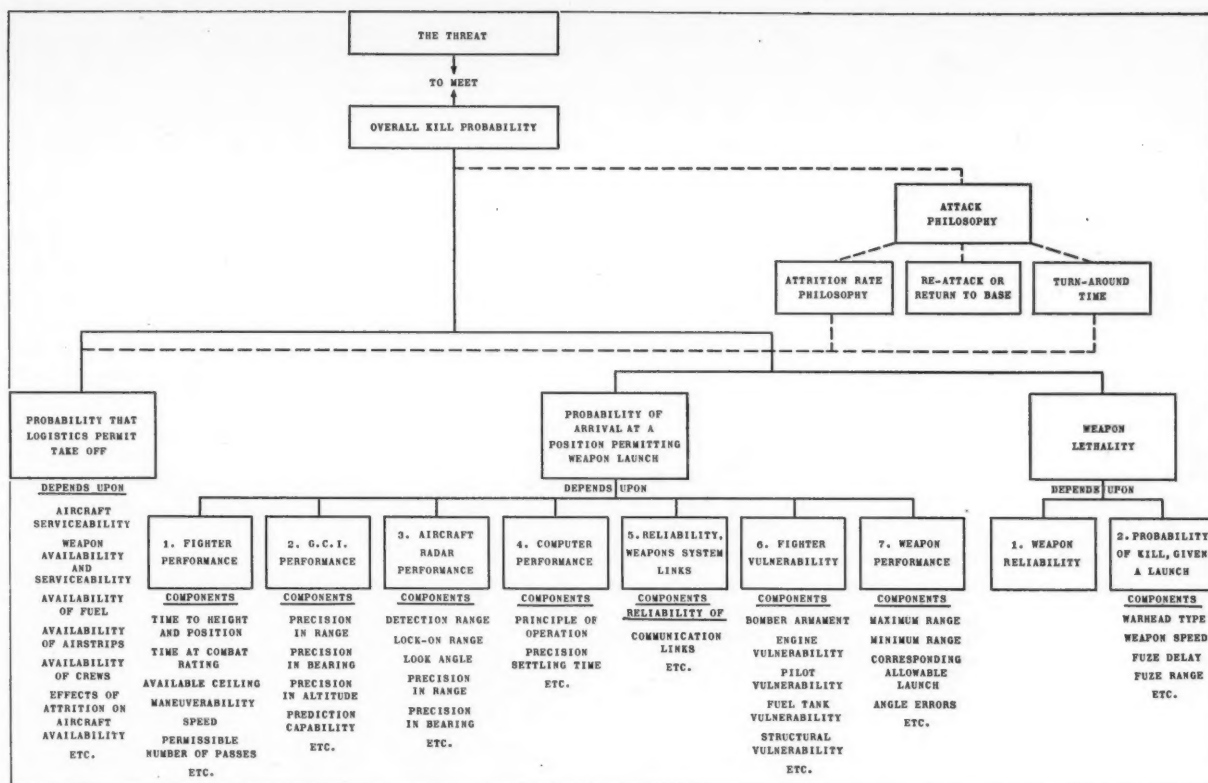 THE THREAT
TO MEET
OVERALL KILL PROBABILITY
ATTACK
PHILOSOPHY
ATTRITION RATE
PHILOSOPHY
RE-ATTACK OR
RETURN TO BASE
TURN-AROUND
TIME
PROBABILITY THAT
LOGISTICS PERMIT
TAKE OFF
DEPENDS UPON
AIRCRAFT
SERVICEABILITY
WEAPON
AVAILABILITY
AND
SERVICEABILITY
AVAILABILITY
OF FUEL
AVAILABILITY
OF AIRSTRIPS
AVAILABILITY
OF CREWS
EFFECTS OF
ATTRITION ON
AIRCRAFT
AVAILABILITY
ETC.
PROBABILITY OF
ARRIVAL AT A
POSITION PERMITTING
WEAPON LAUNCH
DEPENDS UPON
1. FIGHTER
PERFORMANCE
COMPONENTS
TIME TO HEIGHT
AND POSITION
TIME AT COMBAT
RATING
AVAILABLE CEILING
MANEUVERABILITY
SPEED
PERMISSIBLE
NUMBER OF PASSES
ETC.
2. G.C.I.
PERFORMANCE
COMPONENTS
PRECISION
IN RANGE
PRECISION
IN BEARING
PRECISION
IN ALTITUDE
PREDICTION
CAPABILITY
ETC.
3. AIRCRAFT
RADAR
PERFORMANCE
COMPONENTS
DETECTION RANGE
LOCK-ON RANGE
LOOK ANGLE
PRECISION
IN RANGE
PRECISION
IN BEARING
ETC.
4. COMPUTER
PERFORMANCE
COMPONENTS
PRINCIPLE OF
OPERATION
PRECISION
SETTLING TIME
ETC.
5. RELIABILITY,
WEAPONS SYSTEM
LINKS
COMPONENTS
RELIABILITY OF
COMMUNICATION
LINKS
ETC.
6. FIGHTER
VULNERABILITY
COMPONENTS
BOMBER ARMAMENT
ENGINE
VULNERABILITY
PILOT
VULNERABILITY
FUEL TANK
VULNERABILITY
STRUCTURAL
VULNERABILITY
ETC.
7. WEAPON
PERFORMANCE
COMPONENTS
MAXIMUM RANGE
MINIMUM RANGE
CORRESPONDING
ALLOWABLE
LAUNCH
ANGLE ERRORS
ETC.
WEAPON
LETHALITY
DEPENDS UPON
1. WEAPON
RELIABILITY
2. PROBABILITY
OF KILL, GIVEN
A LAUNCH
COMPONENTS
WARHEAD TYPE
WEAPON SPEED
FUZE DELAY
FUZE RANGE
ETC.